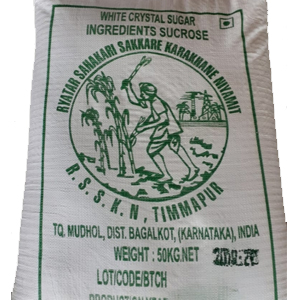 WHITE CRYSTAL SUGAR
INGREDIENTS SUCROSE
RYATAR SAHAKARI SAKKARE KARAKHANE NIYAMIT
R.S.S.K.N, TIMMAPUR
TQ. MUDHOL, DIST. BAGALKOT, (KARNATAKA), INDIA
WEIGHT : 50KG.NET
LOT/CODE/BTCH